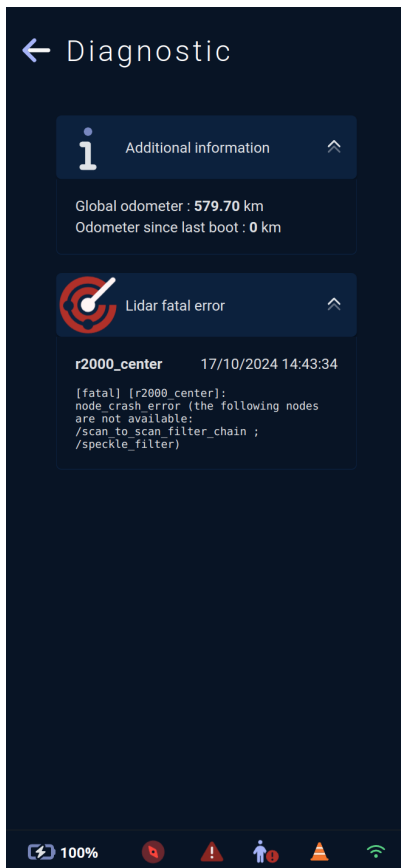 Diagnostic
Additional information
Global odometer : 579.70 km
Odometer since last boot : 0 km
Lidar fatal error
r2000_center 17/10/2024 14:43:34
[fatal] [r2000_center]:
node_crash_error (the following nodes
are not available:
/scan_to_scan_filter_chain ;
/speckle_filter)
100%